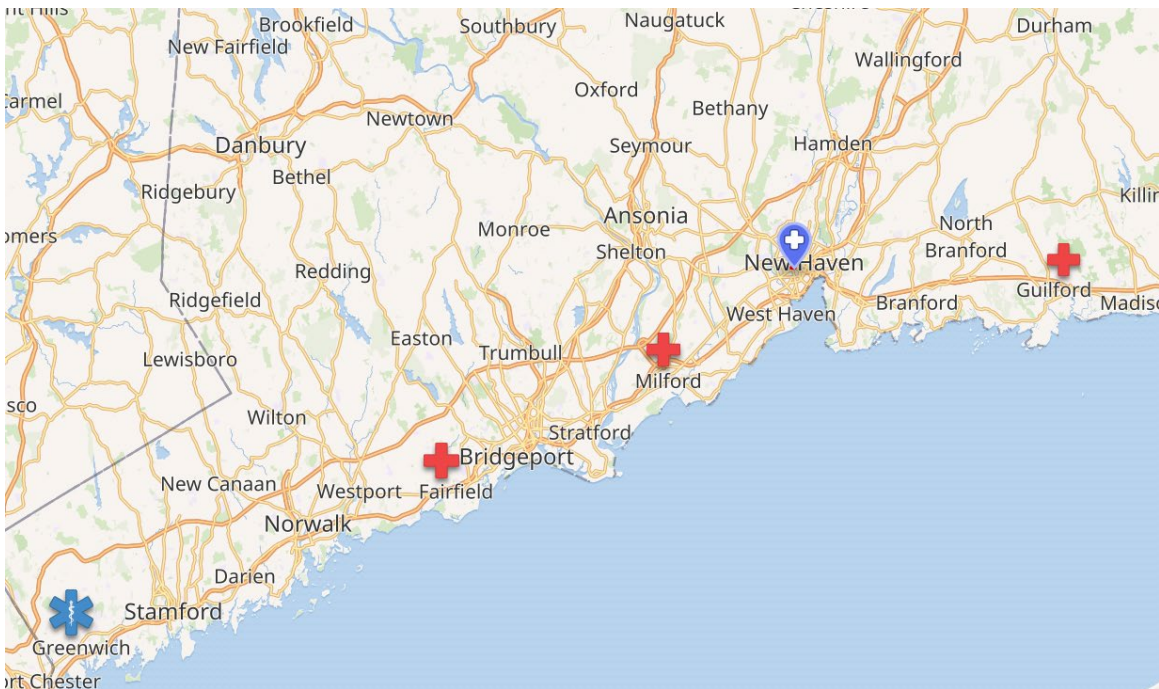 Brookfield
Southbury
Naugatuck
Durham
New Fairfield
Wallingford
Oxford
Bethany
Newtown
Danbury
Seymour
Hamden
Bethel
Ridgebury
Ansonia
North
Branford
Monroe
Shelton
New Haven
Redding
Guilford
Ridgefield
Branford
West Haven
Easton
Trumbull
Lewisboro
Milford
Wilton
Stratford
Bridgeport
New Canaan
Westport
Fairfield
Norwalk
Darien
Stamford
Greenwich